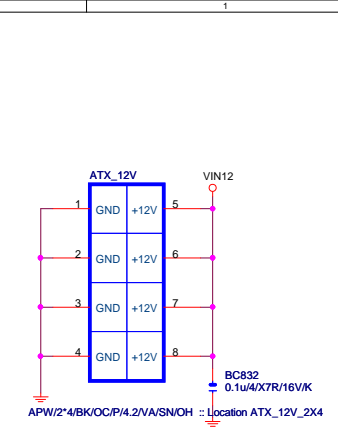 1
ATX_12V
VIN12
1 GND +12V 5
2 GND +12V 6
3 GND +12V 7
4 GND +12V 8
BC832
0.1u/4/X7R/16V/K
APW/2*4/BK/OC/P/4.2/VA/SN/OH :: Location ATX_12V_2X4